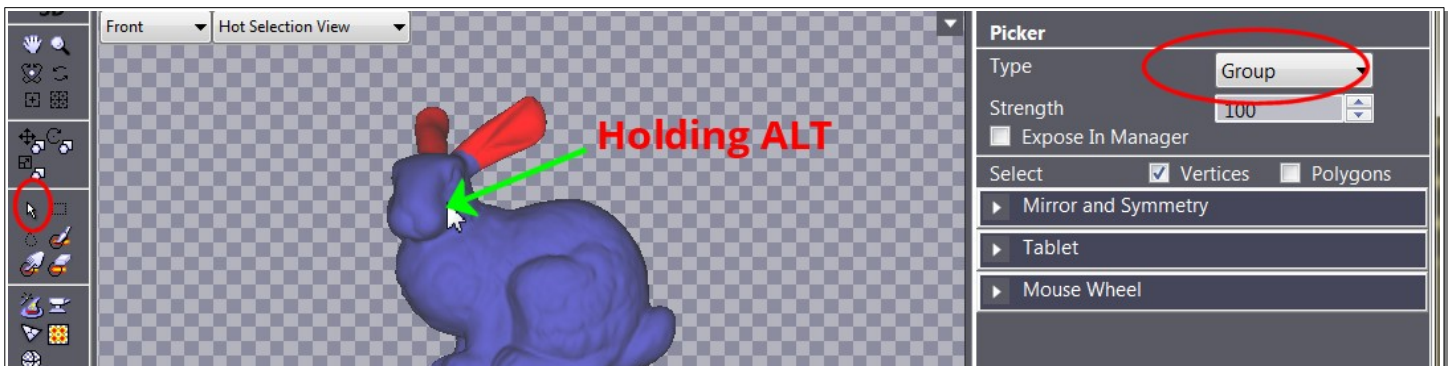 3D
Front
Hot Selection View
Picker
Type
Group
Strength
100
Expose In Manager
Holding ALT
Select
Vertices
Polygons
Mirror and Symmetry
Tablet
Mouse Wheel